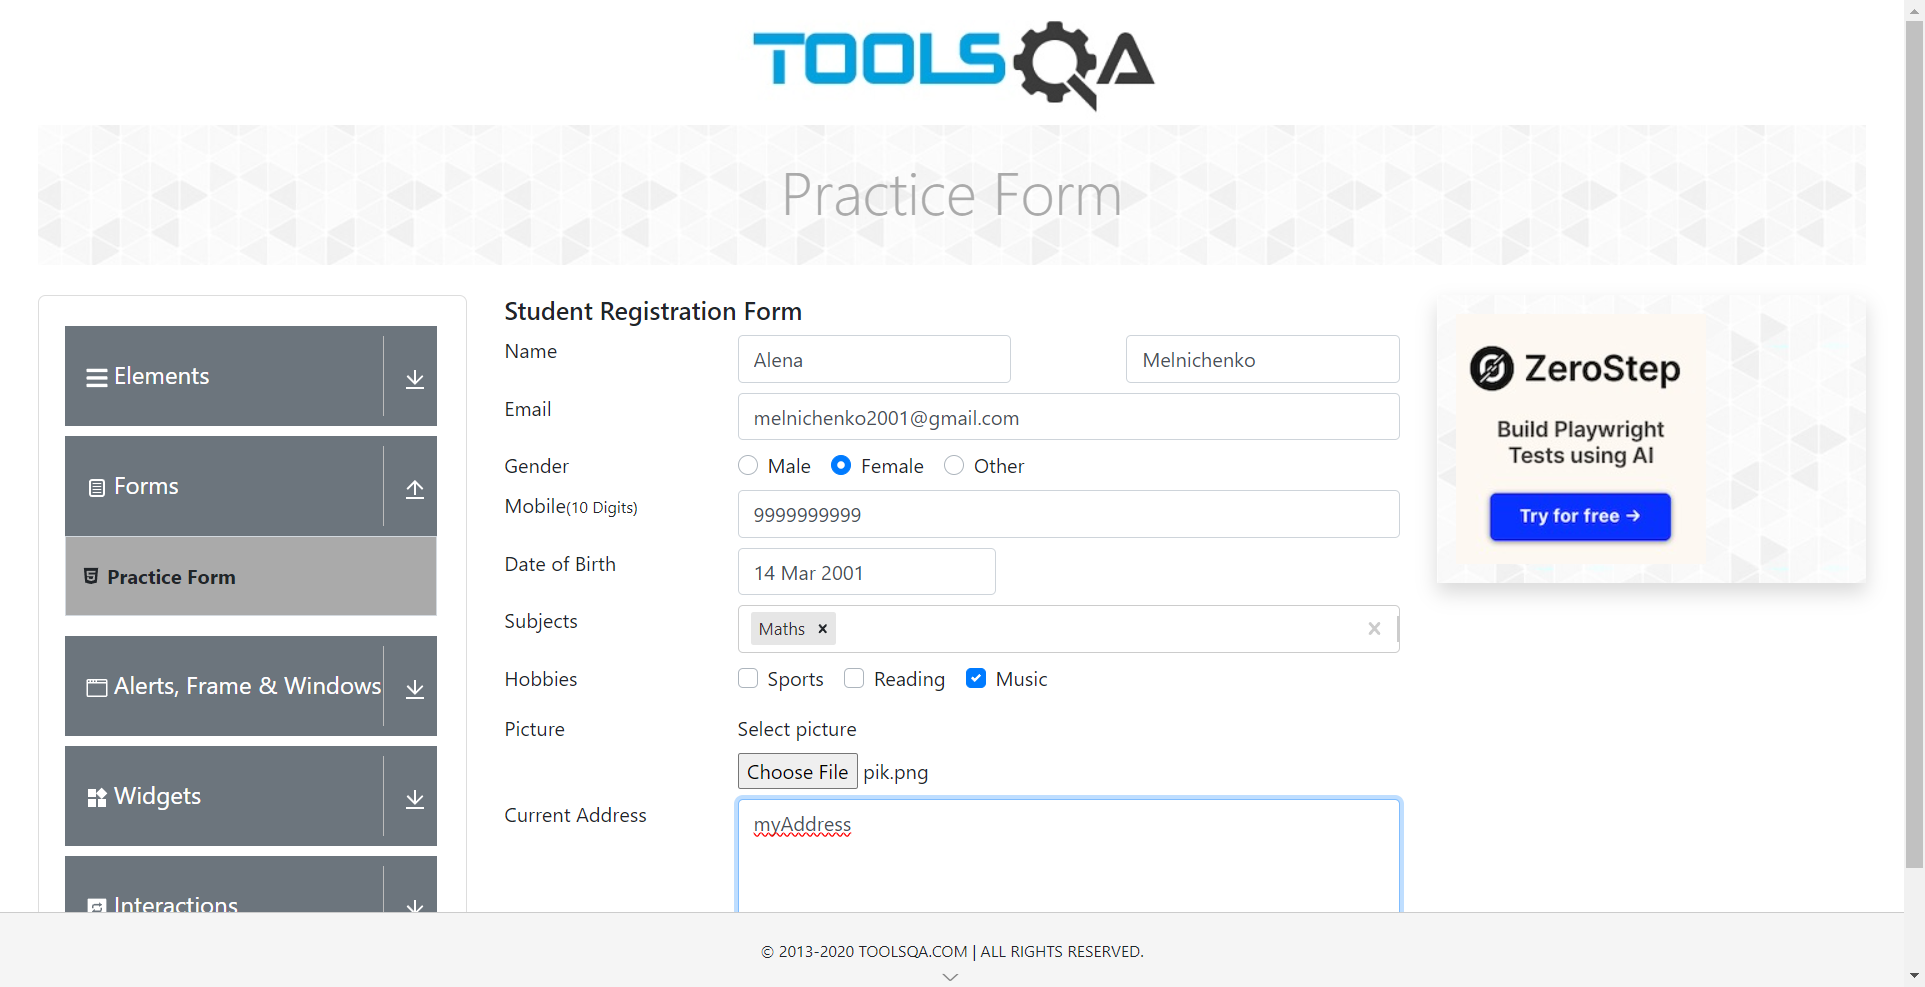 TOOLSQA
Practice Form
Elements
Forms
Practice Form
Alerts, Frame & Windows
Widgets
Interactions
Student Registration Form
Name
Alena
Melnichenko
Email
melnichenko2001@gmail.com
Gender
Male
Female
Other
Mobile(10 Digits)
9999999999
Date of Birth
14 Mar 2001
Subjects
Maths
Hobbies
Sports
Reading
Music
Picture
Select picture
Choose File pik.png
Current Address
myAddress
ZeroStep
Build Playwright
Tests using AI
Try for free →
© 2013-2020 TOOLSQA.COM | ALL RIGHTS RESERVED.